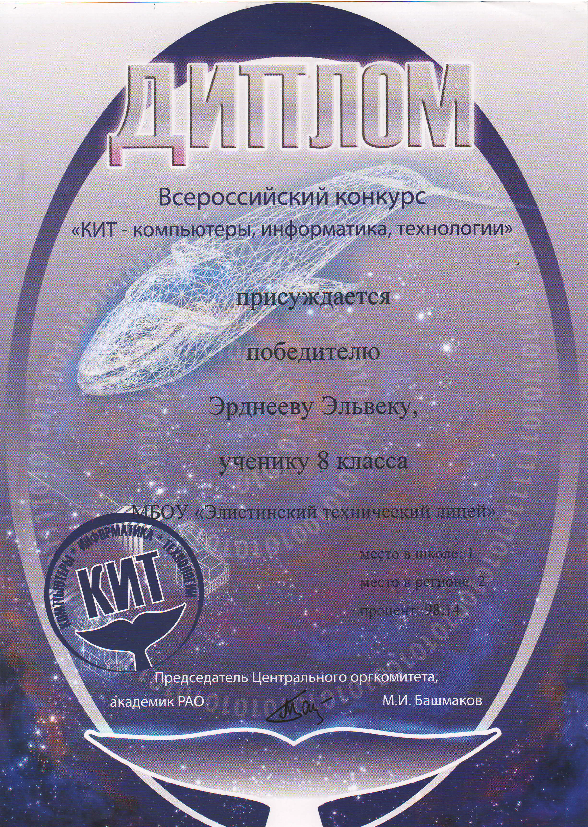 ДИПЛОМ
Всероссийский конкурс
«КИТ - компьютеры, информатика, технологии»
присуждается
победителю
Эрднееву Эльвеку,
ученику 8 класса
МБОУ «Элистинский технический лицей»
место в школе: 1
место в регионе: 2
процент: 98.14
КОМПЬЮТЕРЫ * ИНФОРМАТИКА * ТЕХНОЛОГИИ
КИТ
Председатель Центрального оргкомитета,
академик РАО
М.И. Башмаков